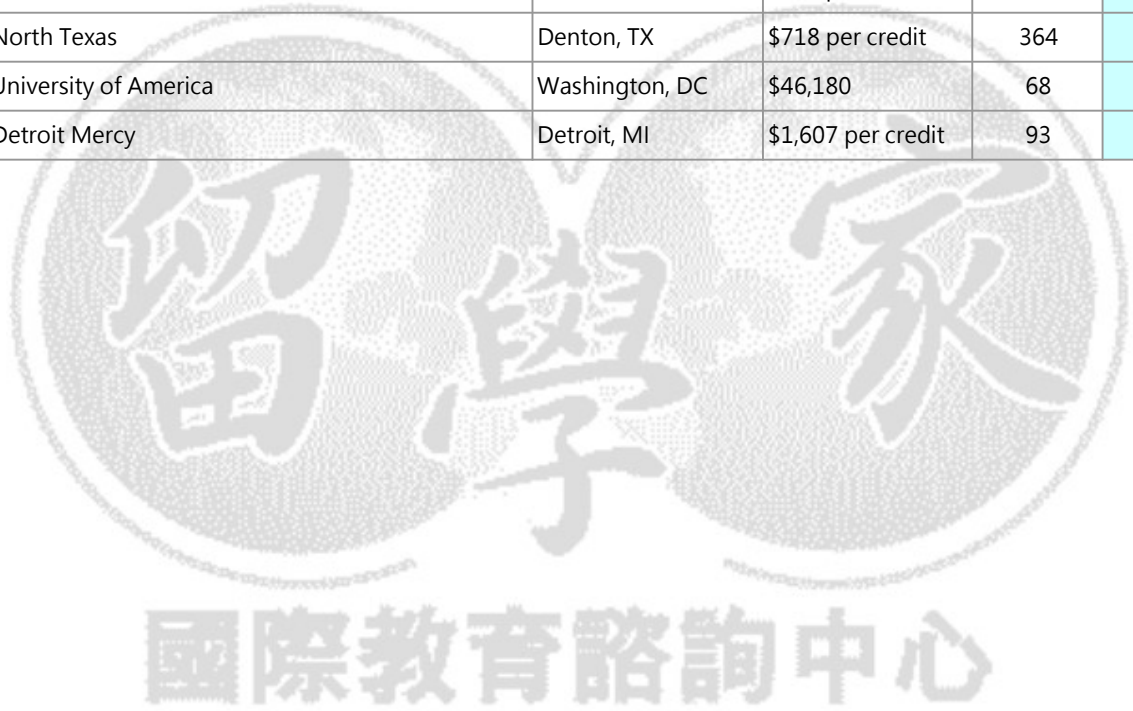 North Texas Denton, TX $718 per credit 364
University of America Washington, DC $46,180 68
Detroit Mercy Detroit, MI $1,607 per credit 93
留學家
國際教育諮詢中心